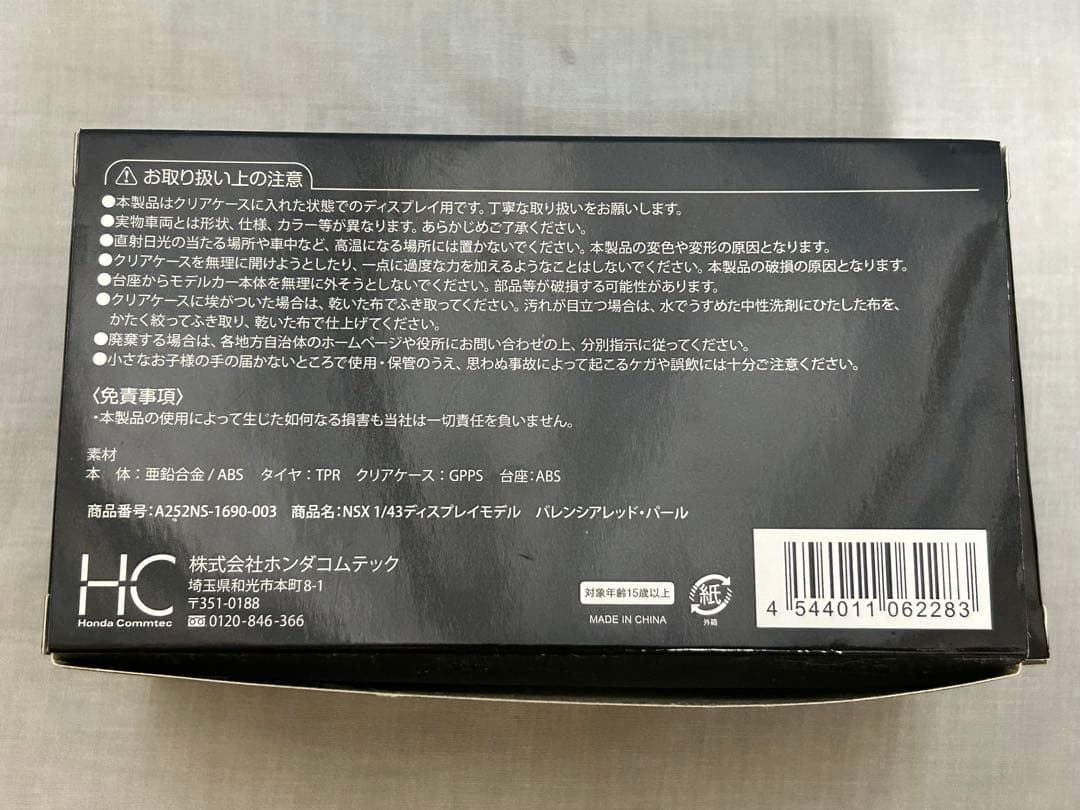 お取り扱い上の注意
●本製品はクリアケースに入れた状態でのディスプレイ用です。丁寧な取り扱いをお願いします。
●実物車両とは形状、仕様、カラー等が異なります。あらかじめご了承ください。
●直射日光の当たる場所や車中など、高温になる場所には置かないでください。本製品の変色や変形の原因となります。
●クリアケースを無理に開けようとしたり、一点に過度な力を加えるようなことはしないでください。本製品の破損の原因となります。
●台座からモデルカー本体を無理に外そうとしないでください。部品等が破損する可能性があります。
●クリアケースに埃がついた場合は、乾いた布でふき取ってください。汚れが目立つ場合は、水でうすめた中性洗剤にひたした布を、
かたく絞ってふき取り、乾いた布で仕上げてください。
●廃棄する場合は、各地方自治体のホームページや役所にお問い合わせの上、分別指示に従ってください。
●小さなお子様の手の届かないところで使用・保管のうえ、思わぬ事故によって起こるケガや誤飲には十分ご注意ください。
〈免責事項〉
・本製品の使用によって生じた如何なる損害も当社は一切責任を負いません。
素材
本 体：亜鉛合金/ABS タイヤ：TPR クリアケース：GPPS 台座:ABS
商品番号:A252NS-1690-003 商品名:NSX 1/43ディスプレイモデル バレンシアレッド・パール
HC
Honda Commtec
株式会社ホンダコムテック
埼玉県和光市本町8-1
〒351-0188
0120-846-366
対象年齢15歳以上
MADE IN CHINA
紙
外箱
4 544011 062283